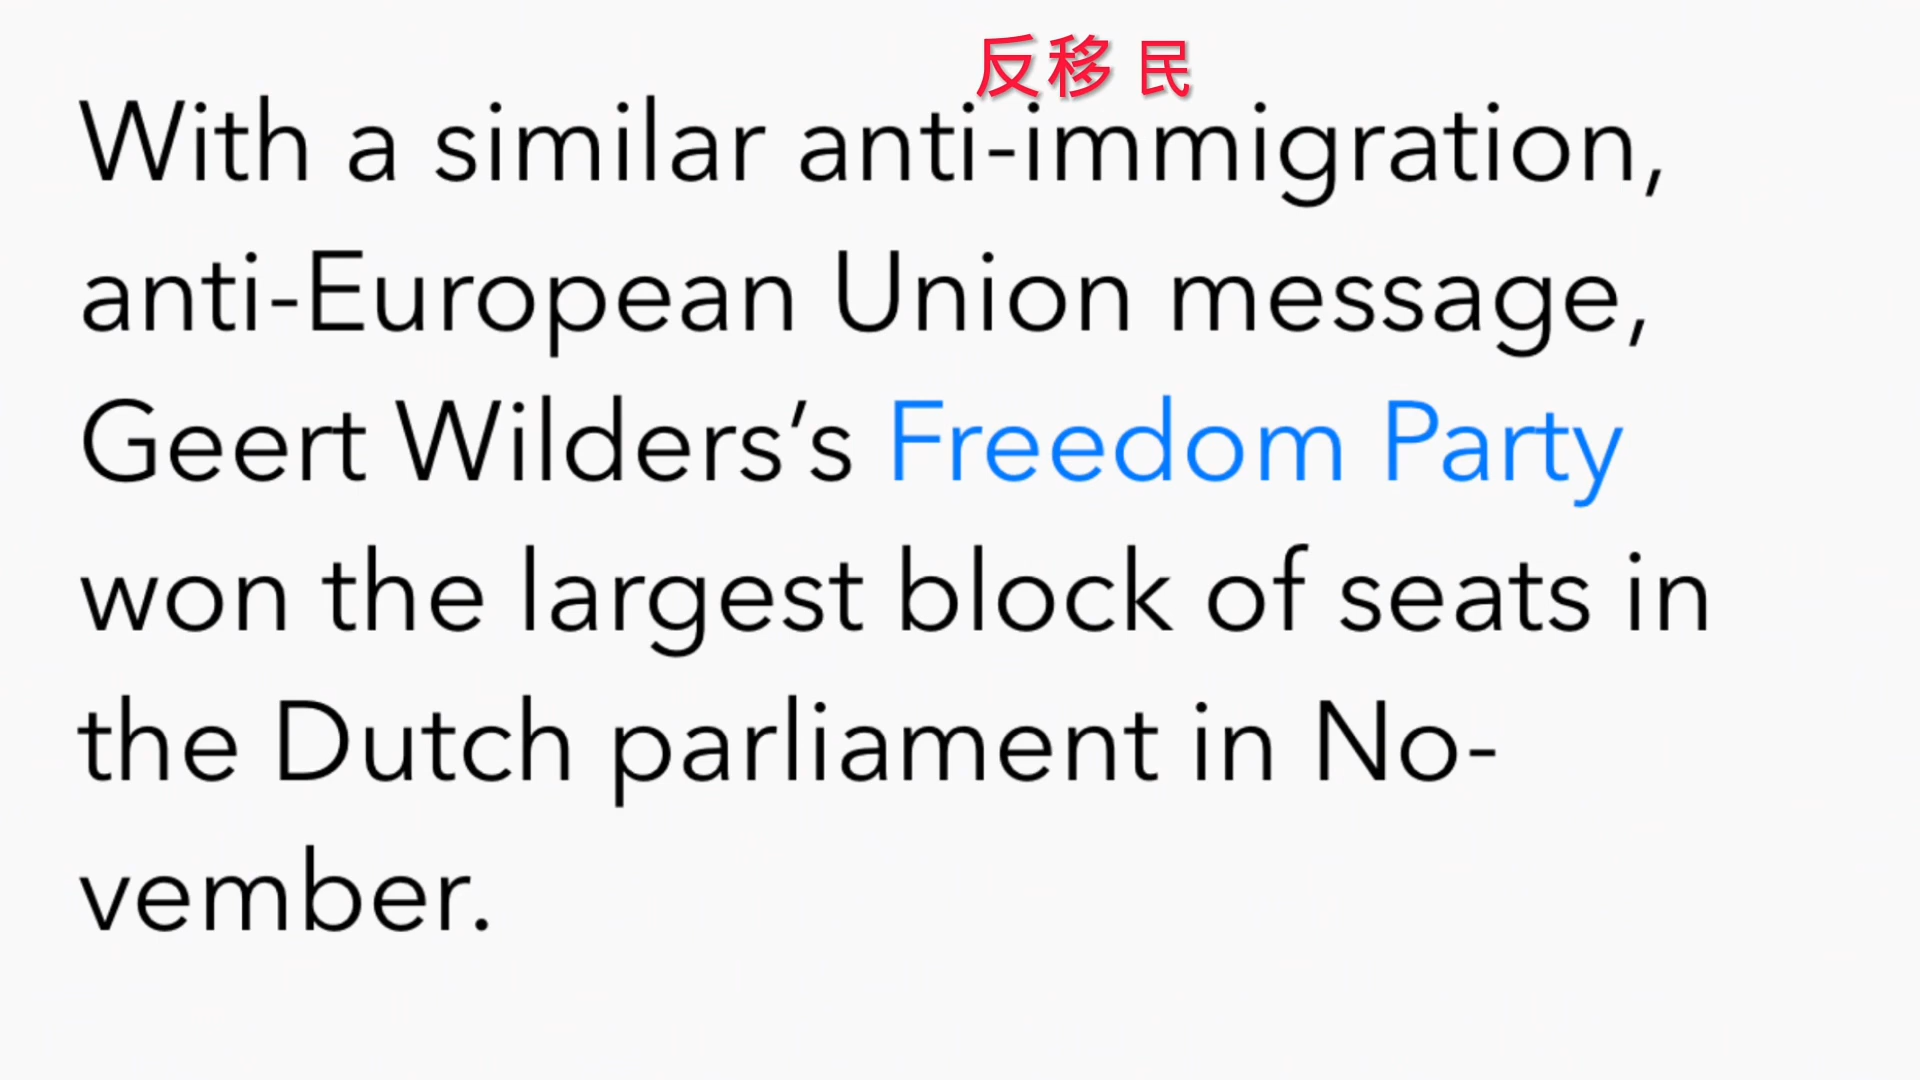 反移 民
With a similar anti-immigration,
anti-European Union message,
Geert Wilders’s Freedom Party
won the largest block of seats in
the Dutch parliament in No-
vember.